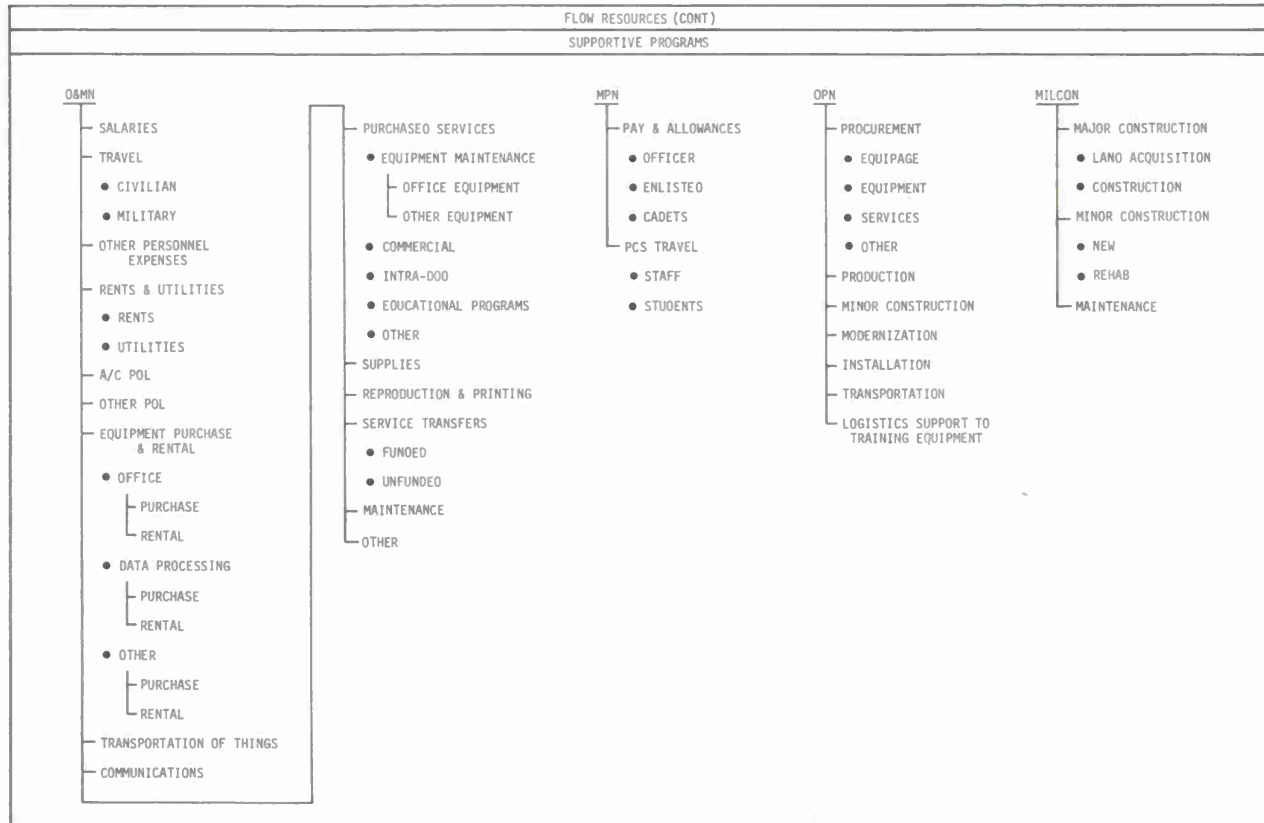 FLOW RESOURCES (CONT)
SUPPORTIVE PROGRAMS
O&MN
SALARIES
TRAVEL
● CIVILIAN
● MILITARY
OTHER PERSONNEL
EXPENSES
RENTS & UTILITIES
● RENTS
● UTILITIES
A/C POL
OTHER POL
EQUIPMENT PURCHASE
& RENTAL
● OFFICE
PURCHASE
RENTAL
● DATA PROCESSING
PURCHASE
RENTAL
● OTHER
PURCHASE
RENTAL
TRANSPORTATION OF THINGS
COMMUNICATIONS
PURCHASEO SERVICES
● EQUIPMENT MAINTENANCE
OFFICE EQUIPMENT
OTHER EQUIPMENT
● COMMERCIAL
● INTRA-DOO
● EDUCATIONAL PROGRAMS
● OTHER
SUPPLIES
REPRODUCTION & PRINTING
SERVICE TRANSFERS
● FUNOED
● UNFUNDEO
MAINTENANCE
OTHER
MPN
PAY & ALLOWANCES
● OFFICER
● ENLISTEO
● CADETS
PCS TRAVEL
● STAFF
● STUDENTS
OPN
PROCUREMENT
● EQUIPAGE
● EQUIPMENT
● SERVICES
● OTHER
PRODUCTION
MINOR CONSTRUCTION
MODERNIZATION
INSTALLATION
TRANSPORTATION
LOGISTICS SUPPORT TO
TRAINING EQUIPMENT
MILCON
MAJOR CONSTRUCTION
● LANO ACQUISITION
● CONSTRUCTION
MINOR CONSTRUCTION
● NEW
● REHAB
MAINTENANCE